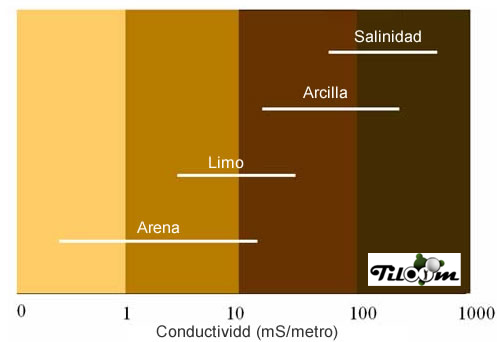 Salinidad
Arcilla
Limo
Arena
Tiloom
0 1 10 100 1000
Conductividd (mS/metro)